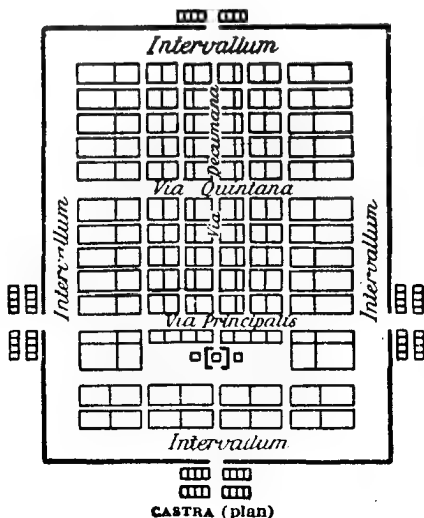 Intervallum
Via Decumana
Via Quintana
Intervallum
Intervallum
Via Principalis
Intervallum
CASTRA (plan)